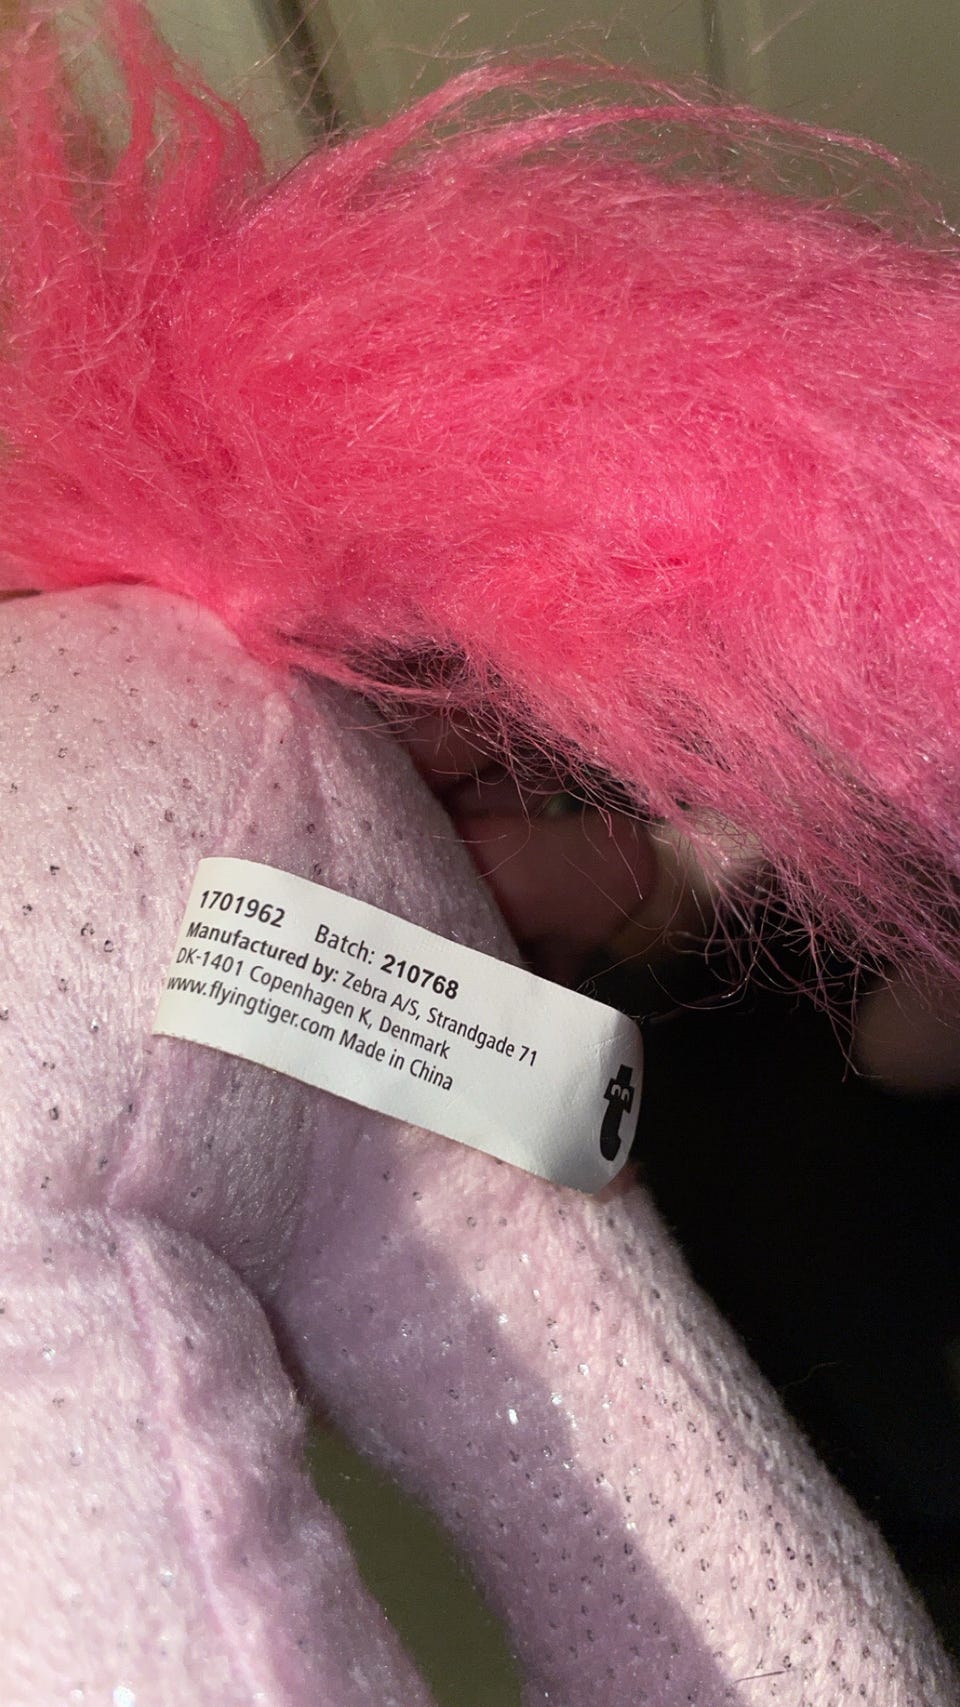 1701962 Batch: 210768
Manufactured by: Zebra A/S, Strandgade 71
DK-1401 Copenhagen K, Denmark
www.flyingtiger.com Made in China